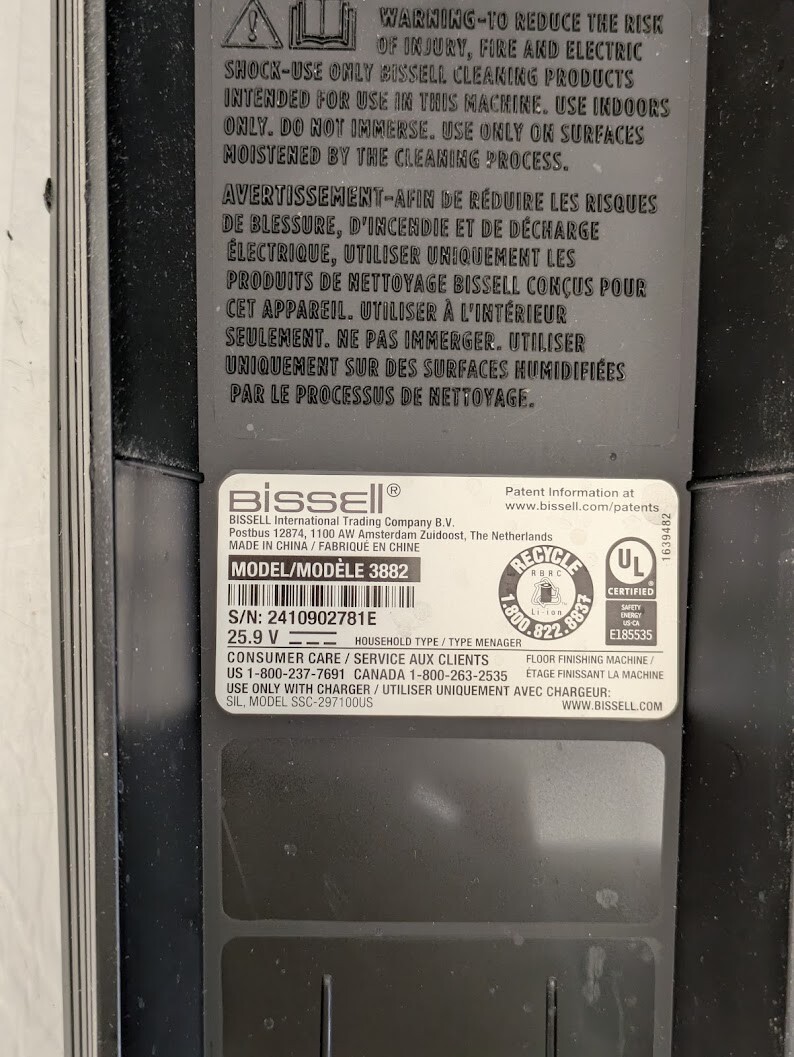 WARNING-TO REDUCE THE RISK
OF INJURY, FIRE AND ELECTRIC
SHOCK-USE ONLY BISSELL CLEANING PRODUCTS
INTENDED FOR USE IN THIS MACHINE. USE INDOORS
ONLY. DO NOT IMMERSE. USE ONLY ON SURFACES
MOISTENED BY THE CLEANING PROCESS.
AVERTISSEMENT-AFIN DE RÉDUIRE LES RISQUES
DE BLESSURE, D'INCENDIE ET DE DÉCHARGE
ÉLECTRIQUE, UTILISER UNIQUEMENT LES
PRODUITS DE NETTOYAGE BISSELL CONÇUS POUR
CET APPAREIL. UTILISER À L'INTÉRIEUR
SEULEMENT. NE PAS IMMERGER. UTILISER
UNIQUEMENT SUR DES SURFACES HUMIDIFIÉES
PAR LE PROCESSUS DE NETTOYAGE.
BISSELL®
Patent Information at
www.bissell.com/patents
BISSELL International Trading Company B.V.
Postbus 12874, 1100 AW Amsterdam Zuidoost, The Netherlands
MADE IN CHINA / FABRIQUÉ EN CHINE
MODEL/MODÈLE 3882
S/N: 2410902781E
25.9 V
HOUSEHOLD TYPE / TYPE MENAGER
RECYCLE
RBRC
Li-ion
1.800.822.8837
UL
CERTIFIED
SAFETY
ENERGY
US-CA
E185535
1639482
CONSUMER CARE / SERVICE AUX CLIENTS
US 1-800-237-7691 CANADA 1-800-263-2535
FLOOR FINISHING MACHINE /
ÉTAGE FINISSANT LA MACHINE
USE ONLY WITH CHARGER / UTILISER UNIQUEMENT AVEC CHARGEUR:
SIL, MODEL SSC-297100US
WWW.BISSELL.COM